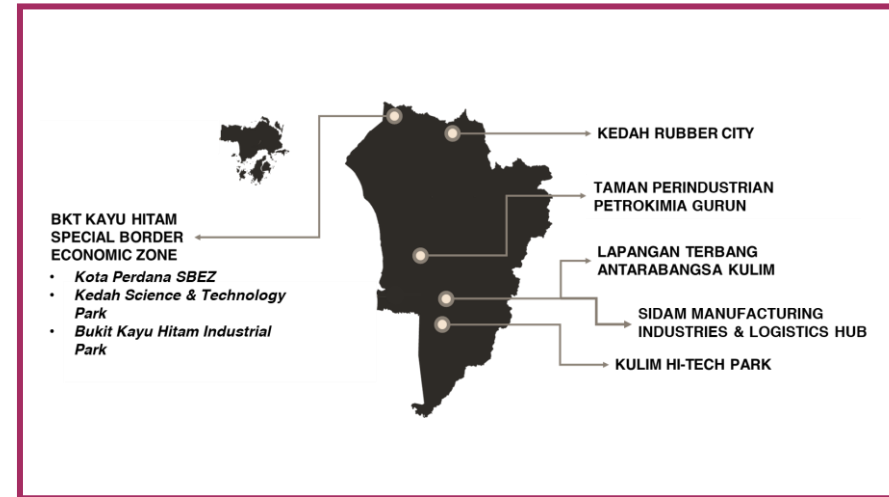 KEDAH RUBBER CITY
TAMAN PERINDUSTRIAN
PETROKIMIA GURUN
BKT KAYU HITAM
SPECIAL BORDER
ECONOMIC ZONE
• Kota Perdana SBEZ
• Kedah Science & Technology
Park
• Bukit Kayu Hitam Industrial
Park
LAPANGAN TERBANG
ANTARABANGSA KULIM
SIDAM MANUFACTURING
INDUSTRIES & LOGISTICS HUB
KULIM HI-TECH PARK